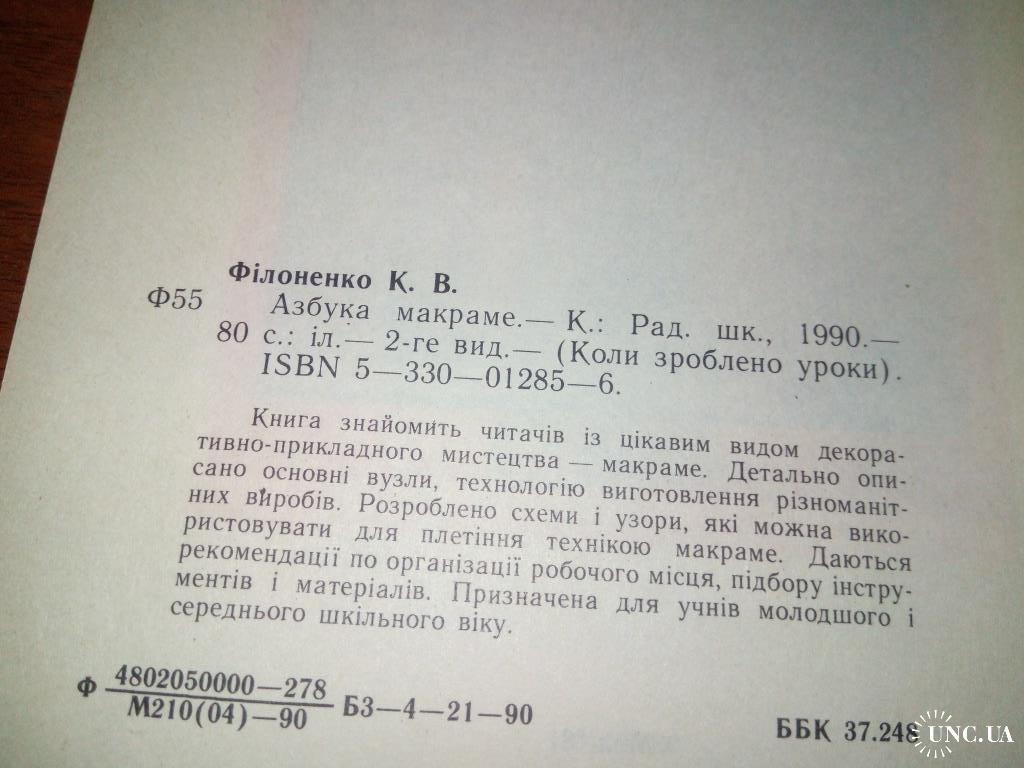 Філоненко К. В.
Ф55 Азбука макраме.— К.: Рад. шк., 1990.—
80 с.: іл.— 2-ге вид.— (Коли зроблено уроки).
ISBN 5—330—01285—6.
Книга знайомить читачів із цікавим видом декора-
тивно-прикладного мистецтва — макраме. Детально опи-
сано основні вузли, технологію виготовлення різноманіт-
них виробів. Розроблено схеми і узори, які можна вико-
ристовувати для плетіння технікою макраме. Даються
рекомендації по організації робочого місця, підбору інстру-
ментів і матеріалів. Призначена для учнів молодшого і
середнього шкільного віку.
Ф 4802050000—278
М210(04)—90 БЗ—4—21—90
ББК 37.248
UNC.UA